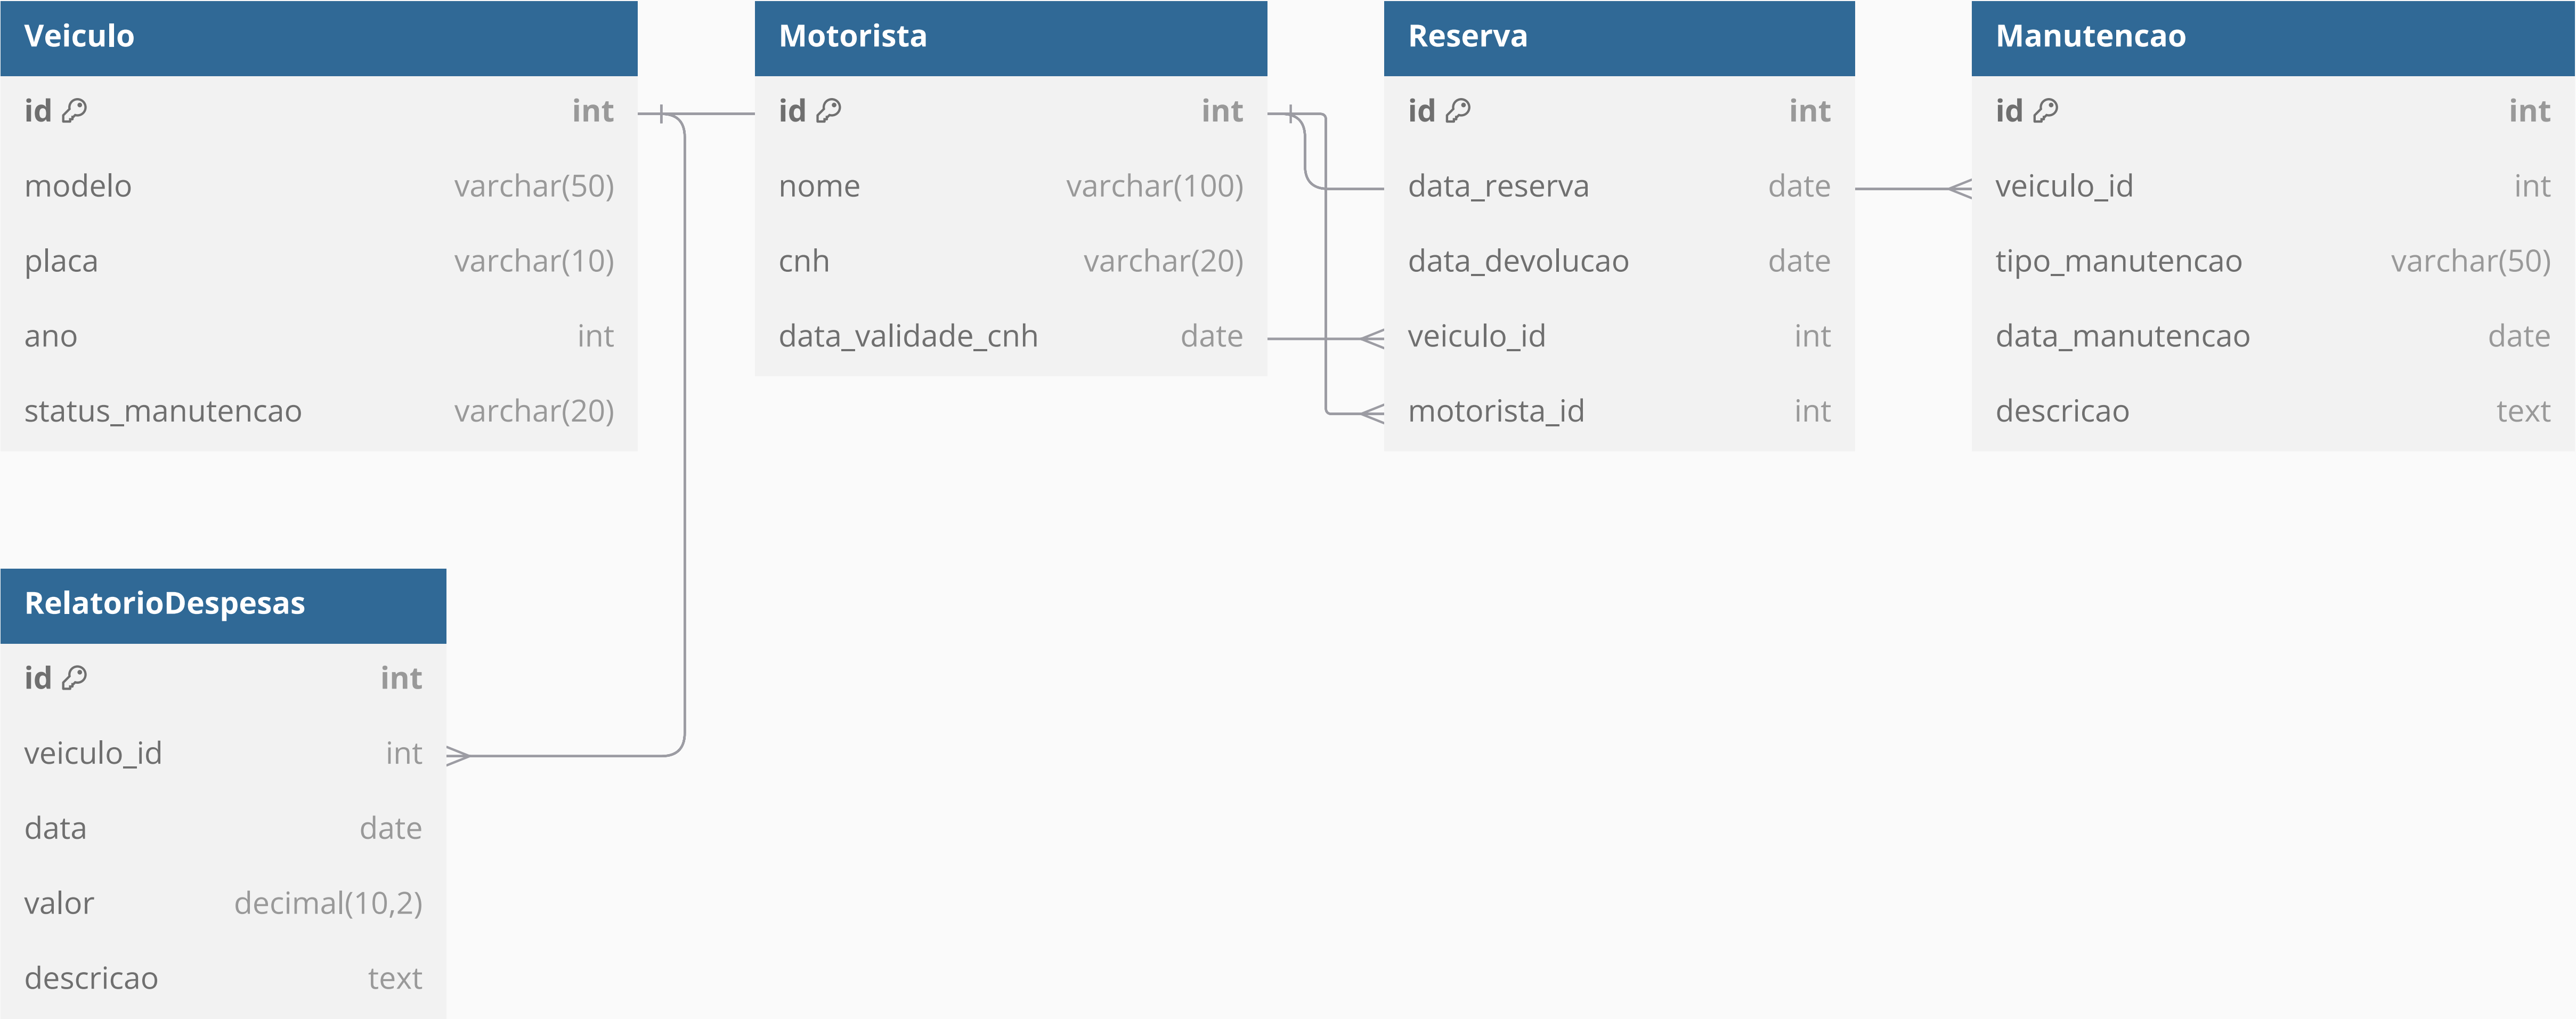 Veiculo
id int
modelo varchar(50)
placa varchar(10)
ano int
status_manutencao varchar(20)
Motorista
id int
nome varchar(100)
cnh varchar(20)
data_validade_cnh date
Reserva
id int
data_reserva date
data_devolucao date
veiculo_id int
motorista_id int
Manutencao
id int
veiculo_id int
tipo_manutencao varchar(50)
data_manutencao date
descricao text
RelatorioDespesas
id int
veiculo_id int
data date
valor decimal(10,2)
descricao text